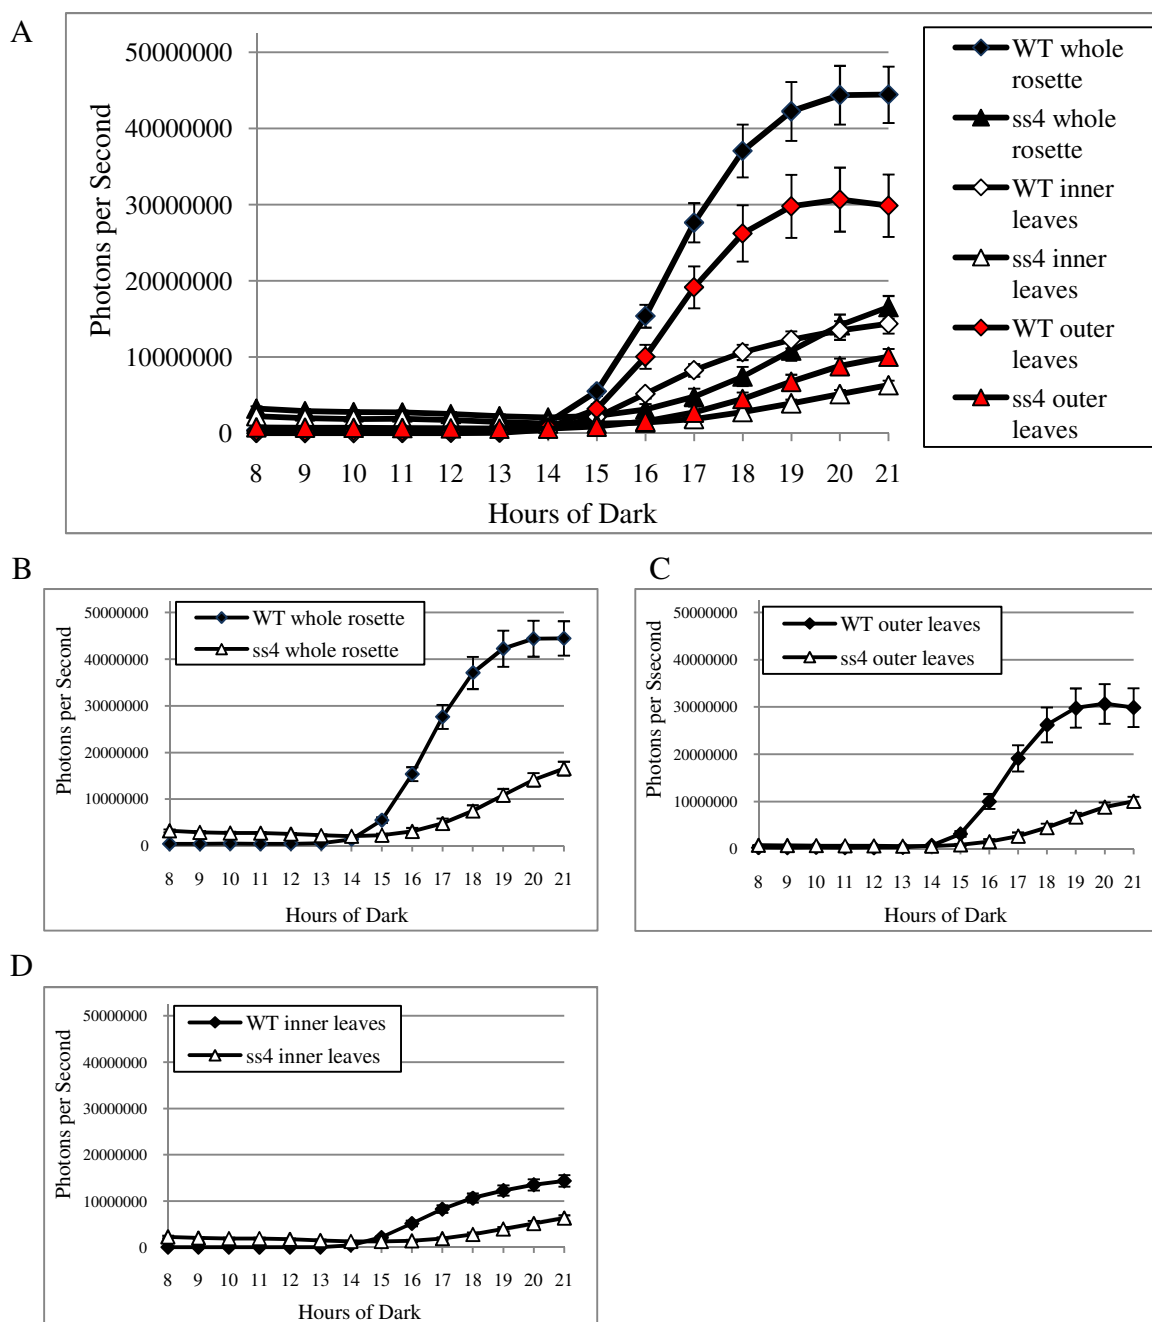 A
50000000
40000000
30000000
20000000
10000000
0
Photons per Second
8 9 10 11 12 13 14 15 16 17 18 19 20 21
Hours of Dark
WT whole
rosette
ss4 whole
rosette
WT inner
leaves
ss4 inner
leaves
WT outer
leaves
ss4 outer
leaves
B
50000000
40000000
30000000
20000000
10000000
0
Photons per Second
WT whole rosette
ss4 whole rosette
8 9 10 11 12 13 14 15 16 17 18 19 20 21
Hours of Dark
C
50000000
40000000
30000000
20000000
10000000
0
Photons per Ssecond
WT outer leaves
ss4 outer leaves
8 9 10 11 12 13 14 15 16 17 18 19 20 21
Hours of Dark
D
50000000
40000000
30000000
20000000
10000000
0
Photons per Second
WT inner leaves
ss4 inner leaves
8 9 10 11 12 13 14 15 16 17 18 19 20 21
Hours of Dark